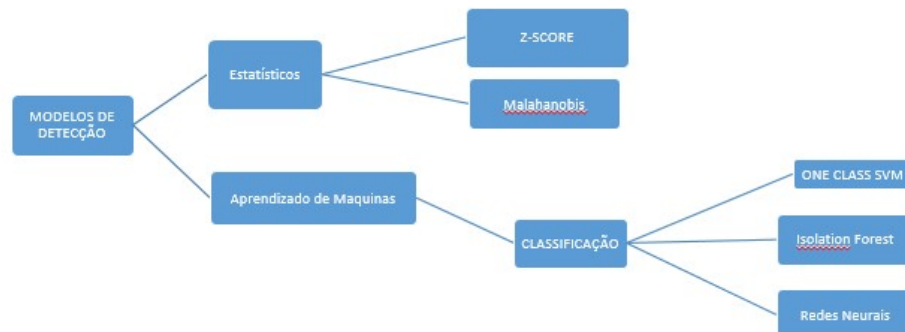 Z-SCORE
Estatísticos
Malahanobis
MODELOS DE
DETECÇÃO
ONE CLASS SVM
Aprendizado de Maquinas
CLASSIFICAÇÃO
Isolation Forest
Redes Neurais